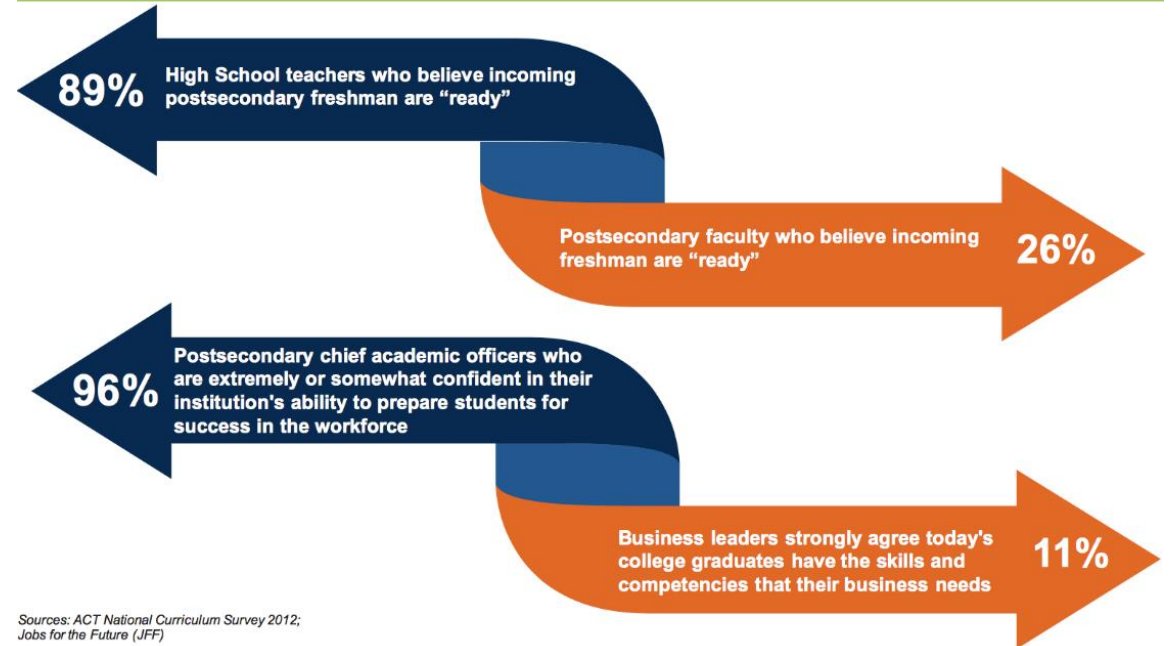 89%
High School teachers who believe incoming
postsecondary freshman are “ready”
Postsecondary faculty who believe incoming
freshman are “ready”
26%
96%
Postsecondary chief academic officers who
are extremely or somewhat confident in their
institution's ability to prepare students for
success in the workforce
Business leaders strongly agree today's
college graduates have the skills and
competencies that their business needs
11%
Sources: ACT National Curriculum Survey 2012;
Jobs for the Future (JFF)